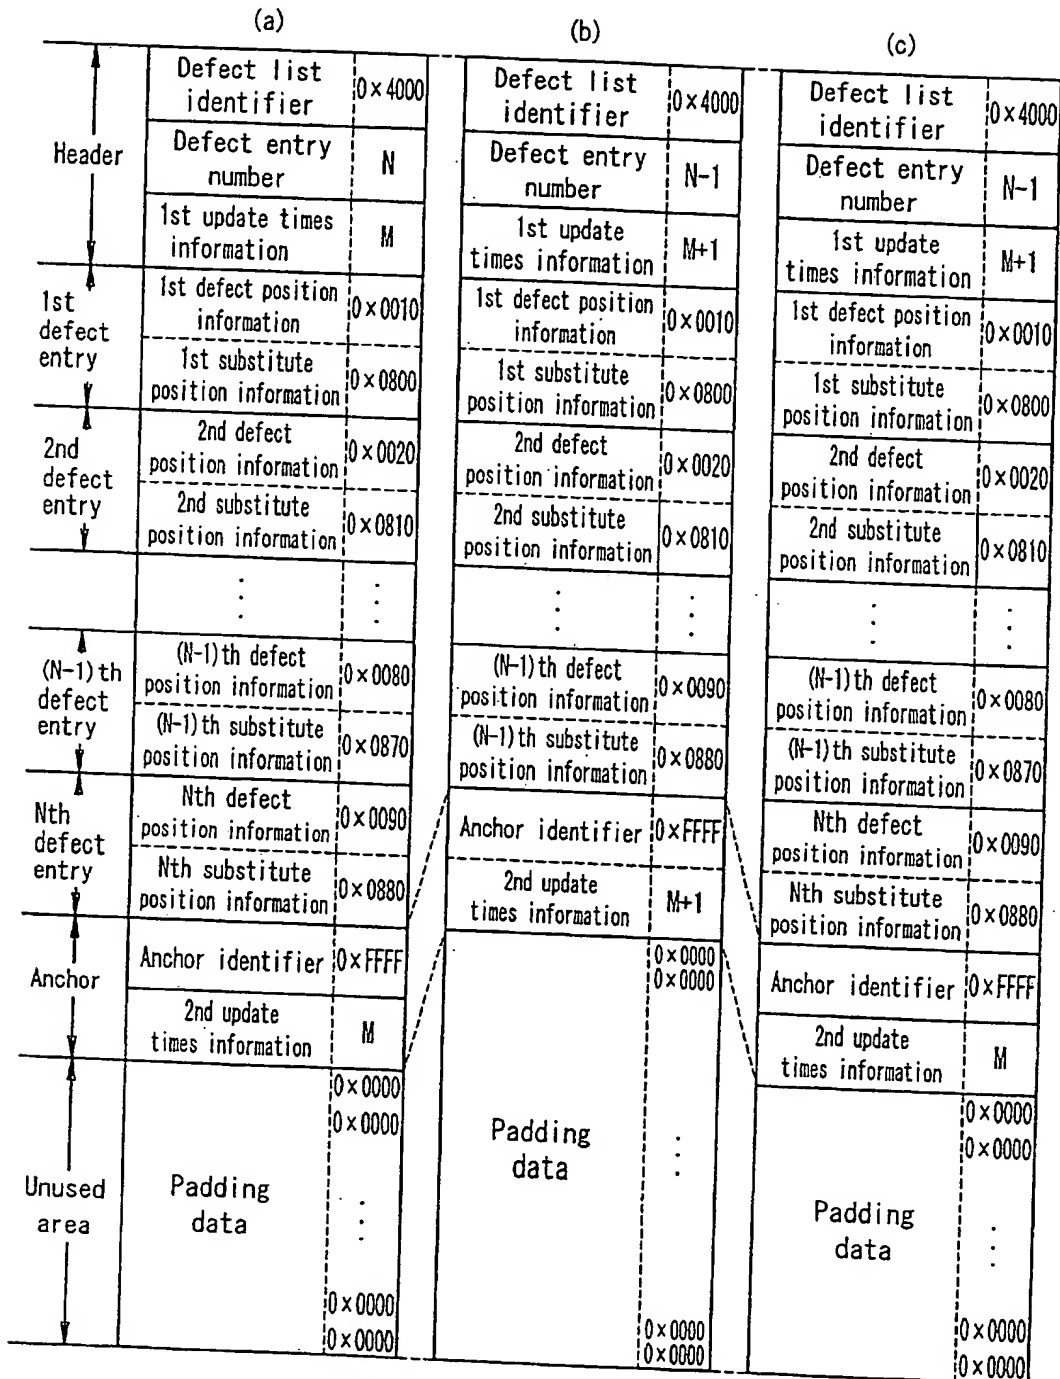 (a)
Header
Defect list
identifier
0×4000
Defect entry
number
N
1st update times
information
M
1st
defect
entry
1st defect position
information
0×0010
1st substitute
position information
0×0800
2nd
defect
entry
2nd defect
position information
0×0020
2nd substitute
position information
0×0810
(N-1)th
defect
entry
(N-1)th defect
position information
0×0080
(N-1)th substitute
position information
0×0870
Nth
defect
entry
Nth defect
position information
0×0090
Nth substitute
position information
0×0880
Anchor
Anchor identifier
0×FFFF
2nd update
times information
M
Unused
area
Padding
data
0×0000
0×0000
0×0000
0×0000
(b)
Defect list
identifier
0×4000
Defect entry
number
N-1
1st update
times information
M+1
1st defect position
information
0×0010
1st substitute
position information
0×0800
2nd defect
position information
0×0020
2nd substitute
position information
0×0810
(N-1)th defect
position information
0×0090
(N-1)th substitute
position information
0×0880
Anchor identifier
0×FFFF
2nd update
times information
M+1
Padding
data
0×0000
0×0000
0×0000
0×0000
(c)
Defect list
identifier
0×4000
Defect entry
number
N-1
1st update
times information
M+1
1st defect position
information
0×0010
1st substitute
position information
0×0800
2nd defect
position information
0×0020
2nd substitute
position information
0×0810
(N-1)th defect
position information
0×0080
(N-1)th substitute
position information
0×0870
Nth defect
position information
0×0090
Nth substitute
position information
0×0880
Anchor identifier
0×FFFF
2nd update
times information
M
Padding
data
0×0000
0×0000
0×0000
0×0000